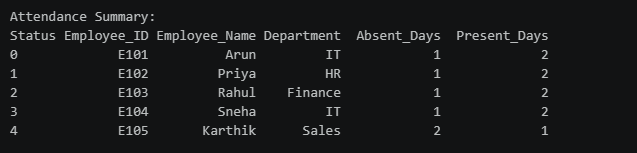 Attendance Summary:
Status Employee_ID Employee_Name Department  Absent_Days  Present_Days
0             E101          Arun         IT            1             2
1             E102         Priya         HR            1             2
2             E103         Rahul    Finance            1             2
3             E104         Sneha         IT            1             2
4             E105       Karthik      Sales            2             1